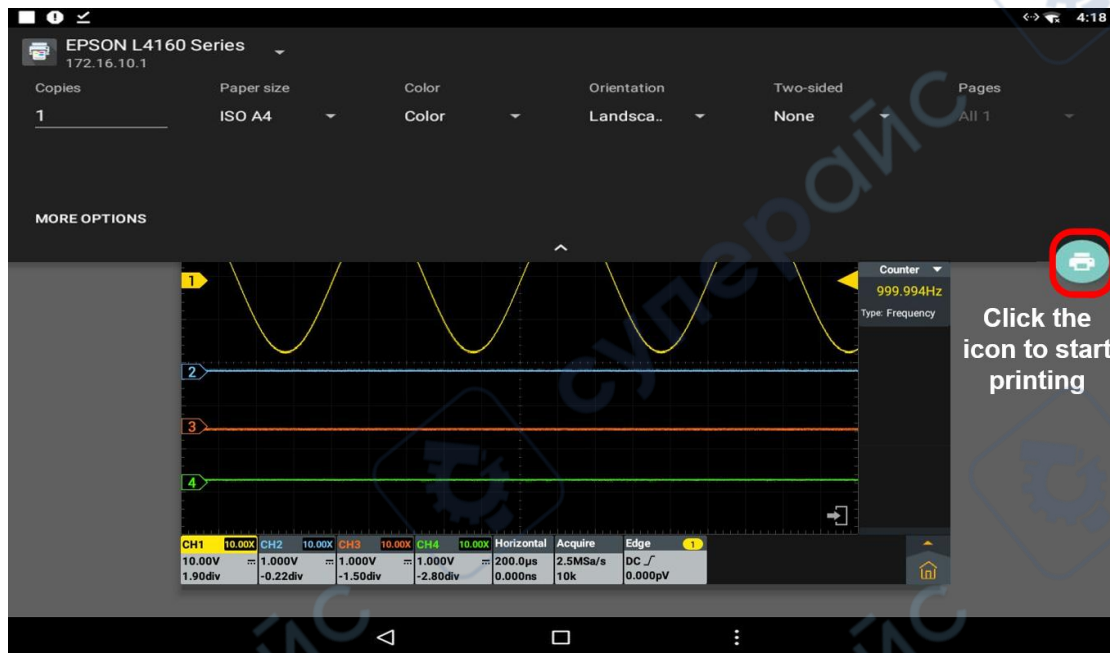 4:18
EPSON L4160 Series
172.16.10.1
Copies Paper size Color Orientation Two-sided Pages
1 ISO A4 Color Landsca.. None All 1
MORE OPTIONS
1
Counter
999.994Hz
Type: Frequency
Click the
icon to start
printing
2
3
4
CH1 10.00X CH2 10.00X CH3 10.00X CH4 10.00X Horizontal Acquire Edge 1
10.00V 1.000V 1.000V 1.000V 200.0µs 2.5MSa/s DC
1.90div -0.22div -1.50div -2.80div 0.000ns 10k 0.000pV
суперайс